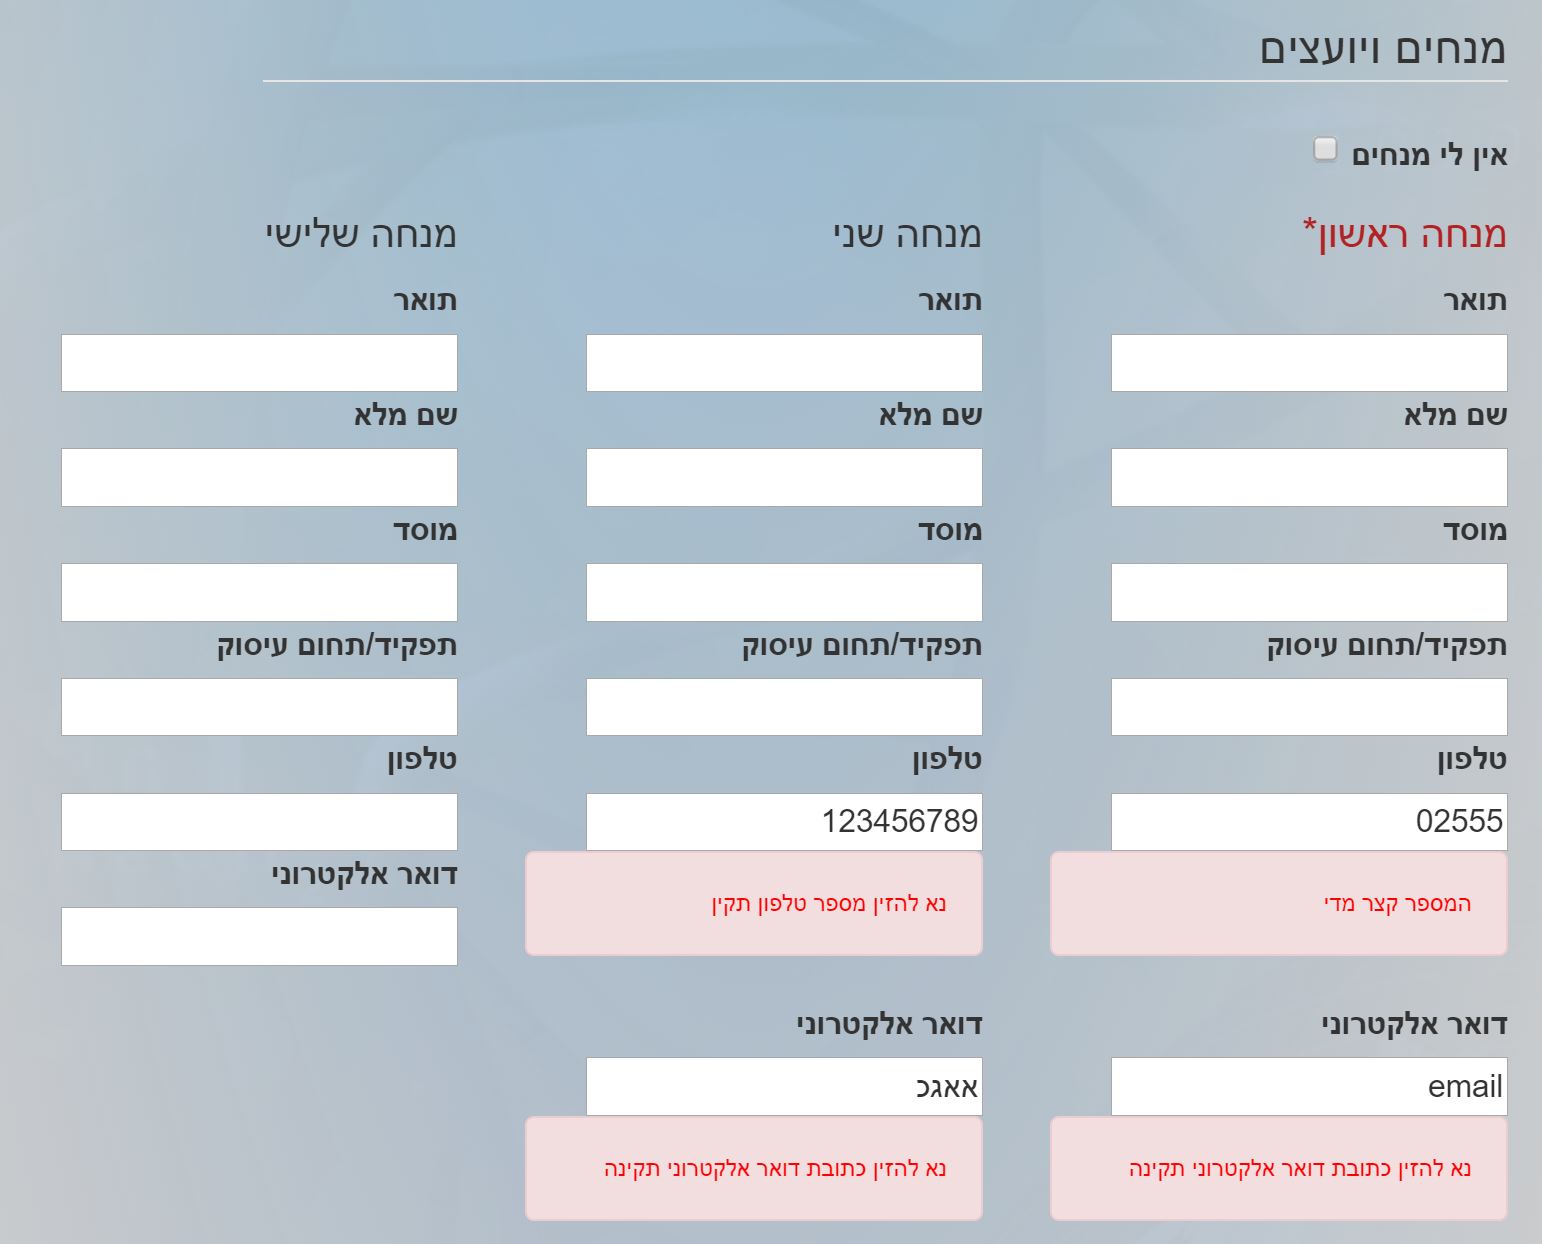 מנחים ויועצים
אין לי מנחים
מנחה ראשון*
תואר
שם מלא
מוסד
תפקיד/תחום עיסוק
טלפון
02555
המספר קצר מדי
דואר אלקטרוני
email
נא להזין כתובת דואר אלקטרוני תקינה
מנחה שני
תואר
שם מלא
מוסד
תפקיד/תחום עיסוק
טלפון
123456789
נא להזין מספר טלפון תקין
דואר אלקטרוני
אאגכ
נא להזין כתובת דואר אלקטרוני תקינה
מנחה שלישי
תואר
שם מלא
מוסד
תפקיד/תחום עיסוק
טלפון
דואר אלקטרוני